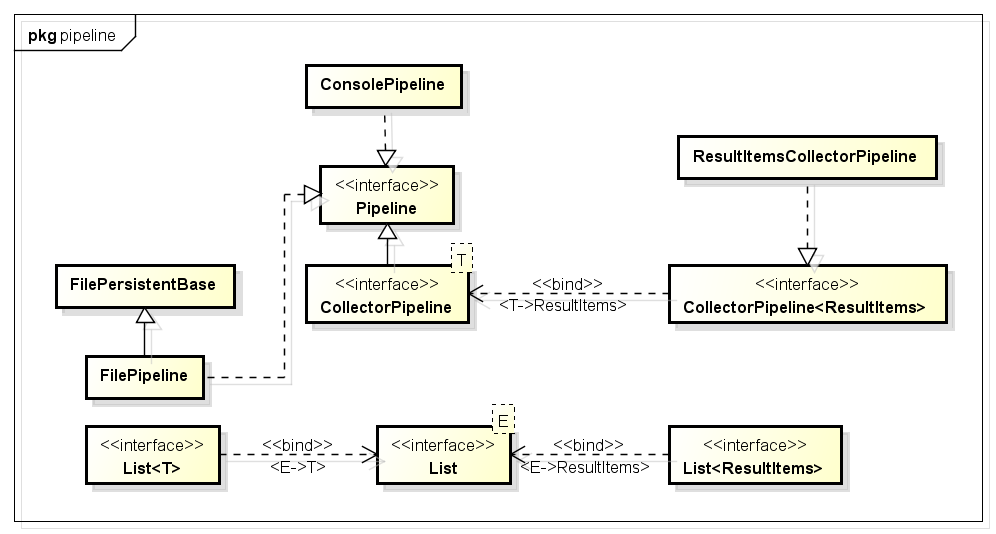 pkg pipeline
ConsolePipeline
ResultItemsCollectorPipeline
<<interface>>
Pipeline
T
FilePersistentBase
<<interface>>
CollectorPipeline
<<bind>>
<T->ResultItems>
<<interface>>
CollectorPipeline<ResultItems>
FilePipeline
E
<<interface>>
List<T>
<<bind>>
<E->T>
<<interface>>
List
<<bind>>
<E->ResultItems>
<<interface>>
List<ResultItems>